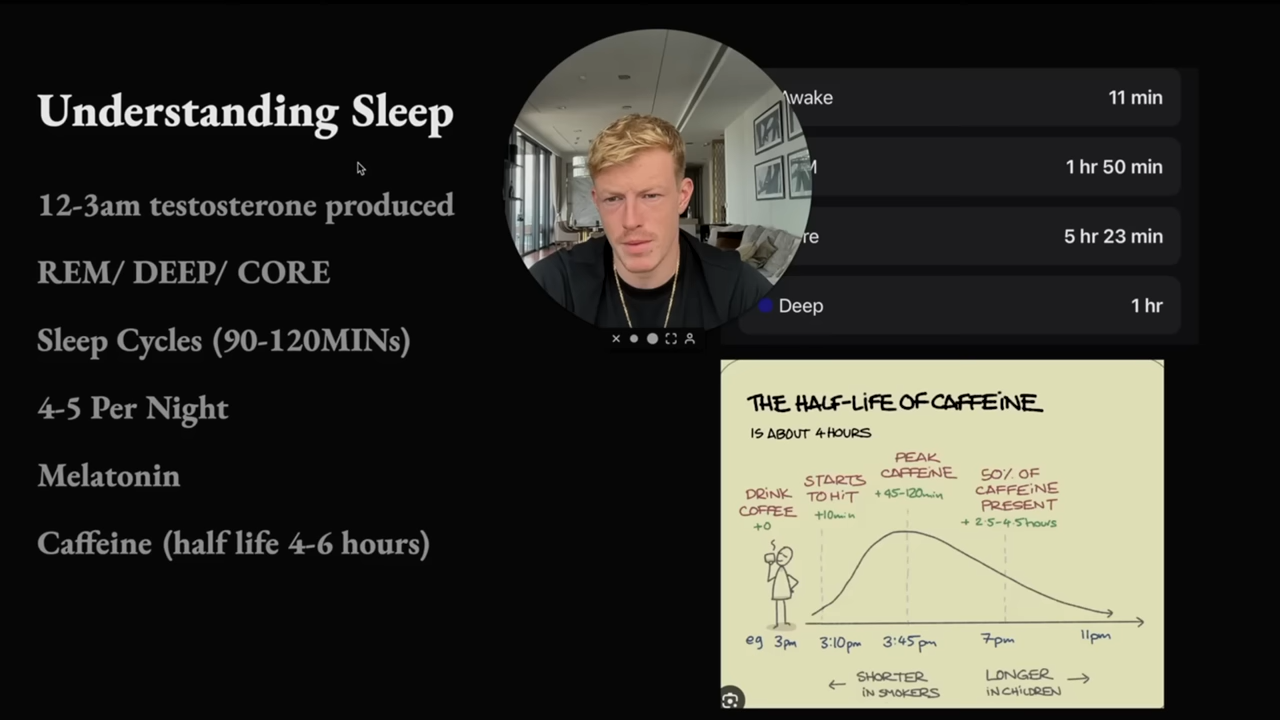 Understanding Sleep
12-3am testosterone produced
REM/ DEEP/ CORE
Sleep Cycles (90-120MINs)
4-5 Per Night
Melatonin
Caffeine (half life 4-6 hours)
Awake 11 min
M 1 hr 50 min
re 5 hr 23 min
Deep 1 hr
THE HALF-LIFE OF CAFFEINE
IS ABOUT 4 HOURS
DRINK
COFFEE
+0
STARTS
TO HIT
+10min
PEAK
CAFFEINE
+45-120min
50% OF
CAFFEINE
PRESENT
+ 2.5-4.5 hours
eg 3pm 3:10pm 3:45pm 7pm 11pm
← SHORTER
IN SMOKERS
LONGER →
IN CHILDREN